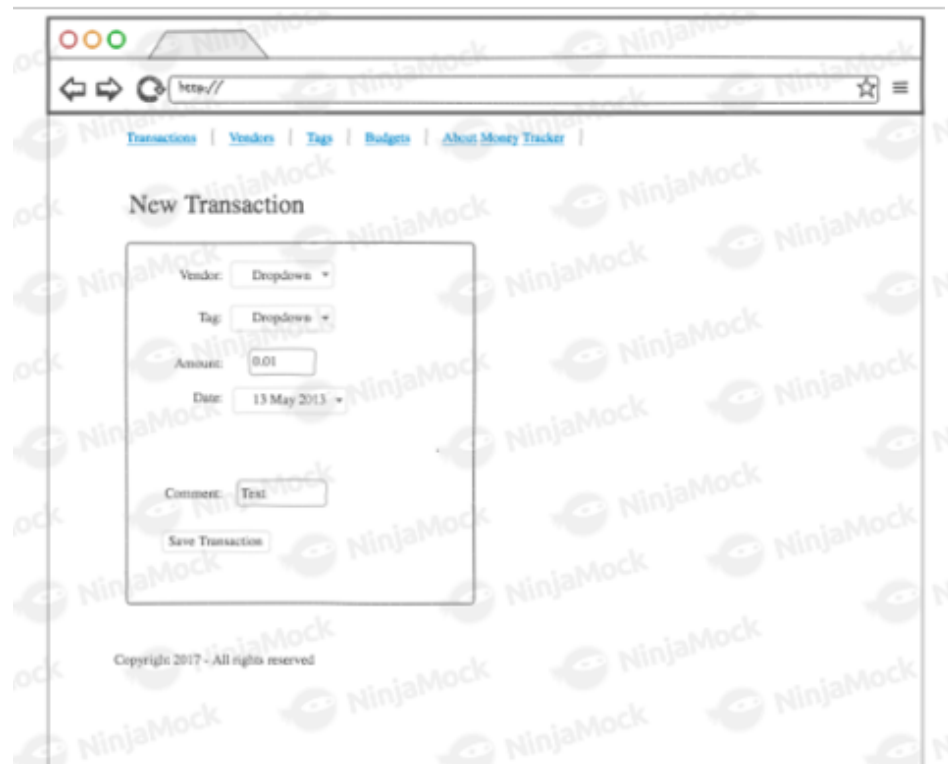 http://
Transactions | Vendors | Tags | Budgets | About Money Tracker |
New Transaction
Vendor: Dropdown
Tag: Dropdown
Amount: 0.01
Date: 13 May 2013
Comment: Text
Save Transaction
Copyright 2017 - All rights reserved
NinjaMock